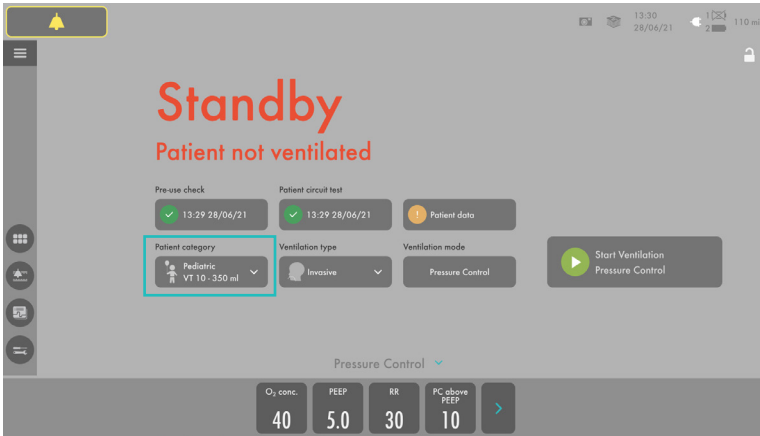 13:30
28/06/21
1
2
110 mi
Standby
Patient not ventilated
Pre-use check
Patient circuit test
13:29 28/06/21
13:29 28/06/21
! Patient data
Patient category
Ventilation type
Ventilation mode
Pediatric
VT 10 - 350 ml
Invasive
Pressure Control
Start Ventilation
Pressure Control
Pressure Control
O₂ conc.
40
PEEP
5.0
RR
30
PC above
PEEP
10